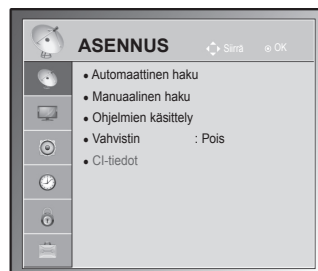 ASENNUS Siirrä OK
• Automaattinen haku
• Manuaalinen haku
• Ohjelmien käsittely
• Vahvistin : Pois
• CI-tiedot